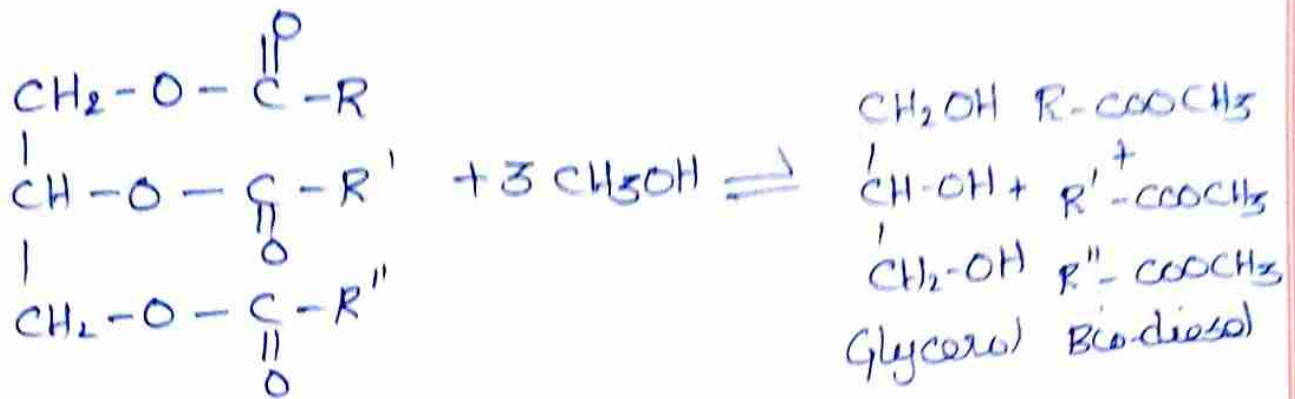 O
||
CH2-O-C-R
|
CH-O-C-R' + 3 CH3OH ⇌
||
O
|
CH2-O-C-R"
||
O
CH2OH R-COOCH3
| +
CH-OH + R'-COOCH3
|
CH2-OH R"-COOCH3
Glycerol Bio-diesel